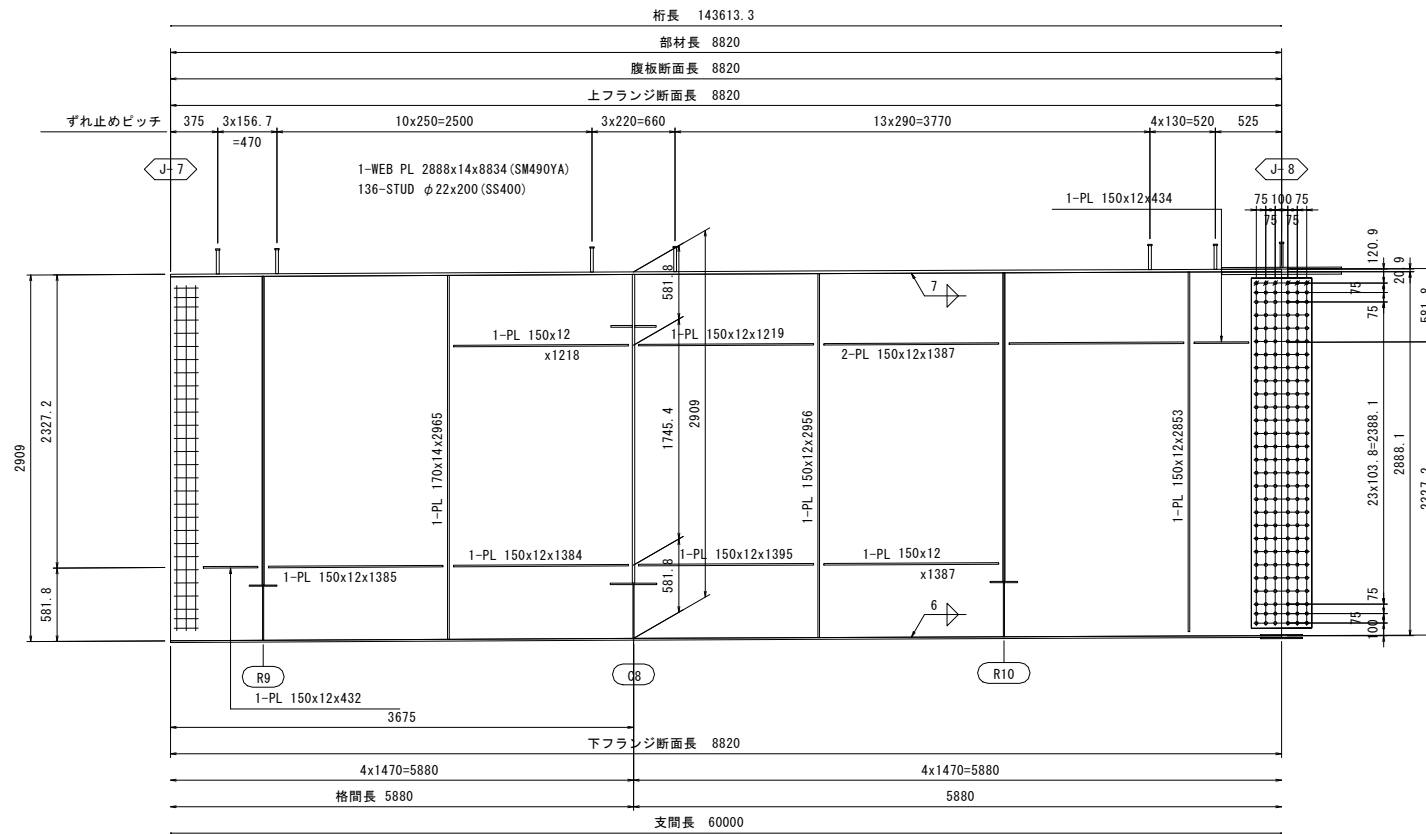 桁長 143613.3
部材長 8820
腹板断面長 8820
上フランジ断面長 8820
ずれ止めピッチ 375 3x156.7 10x250=2500 3x220=660 13x290=3770 4x130=520 525
=470
J-7
1-WEB PL 2888x14x8834(SM490YA)
136-STUD φ22x200(SS400)
J-8
1-PL 150x12x434
75 100 75
75 75
120.9
20.9
581.8
7
75
75
581.8
1-PL 150x12
x1218
1-PL 150x12x1219
2-PL 150x12x1387
2909
2327.2
1-PL 170x14x2965
1745.4
2909
1-PL 150x12x2956
1-PL 150x12x2853
23x103.8=2388.1
2888.1
2327.2
1-PL 150x12x1384
1-PL 150x12x1395
1-PL 150x12
x1387
1-PL 150x12x1385
581.8
581.8
6
75
75
100
R9
C8
R10
1-PL 150x12x432
3675
下フランジ断面長 8820
4x1470=5880 4x1470=5880
格間長 5880 5880
支間長 60000